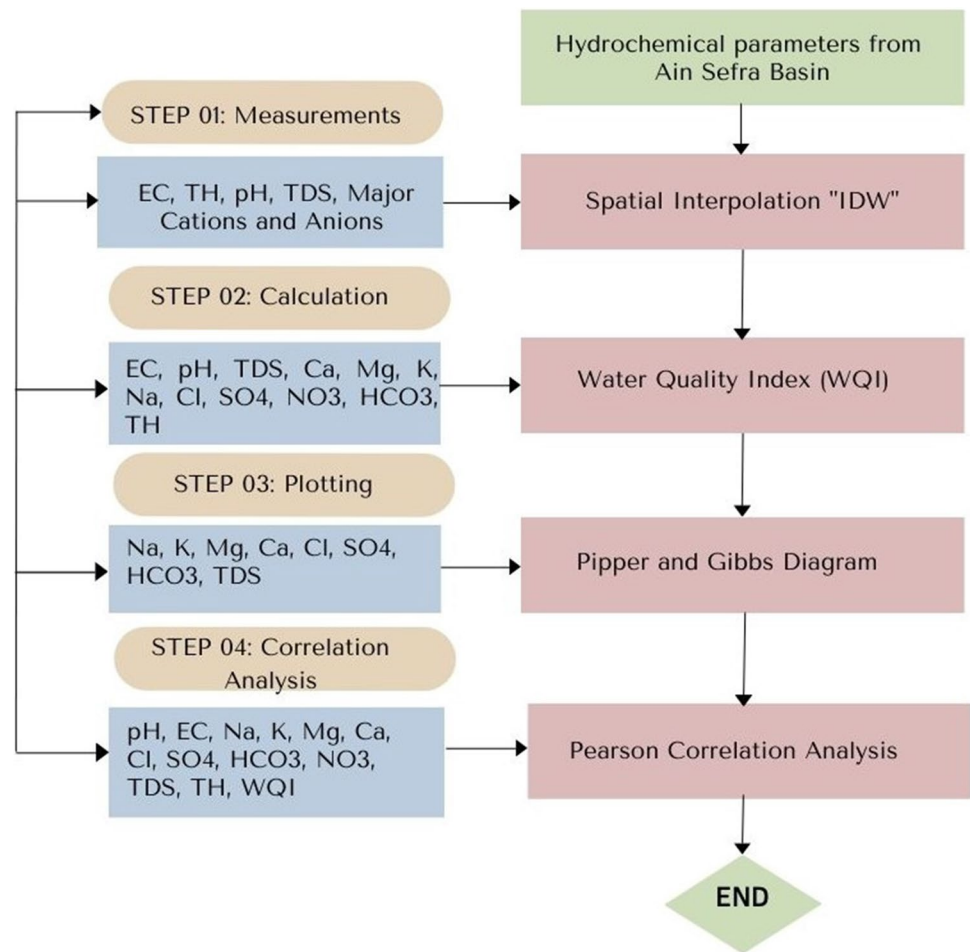 Hydrochemical parameters from
Ain Sefra Basin
STEP 01: Measurements
EC, TH, pH, TDS, Major
Cations and Anions
Spatial Interpolation "IDW"
STEP 02: Calculation
EC, pH, TDS, Ca, Mg, K,
Na, Cl, SO4, NO3, HCO3,
TH
Water Quality Index (WQI)
STEP 03: Plotting
Na, K, Mg, Ca, Cl, SO4,
HCO3, TDS
Pipper and Gibbs Diagram
STEP 04: Correlation
Analysis
pH, EC, Na, K, Mg, Ca,
Cl, SO4, HCO3, NO3,
TDS, TH, WQI
Pearson Correlation Analysis
END